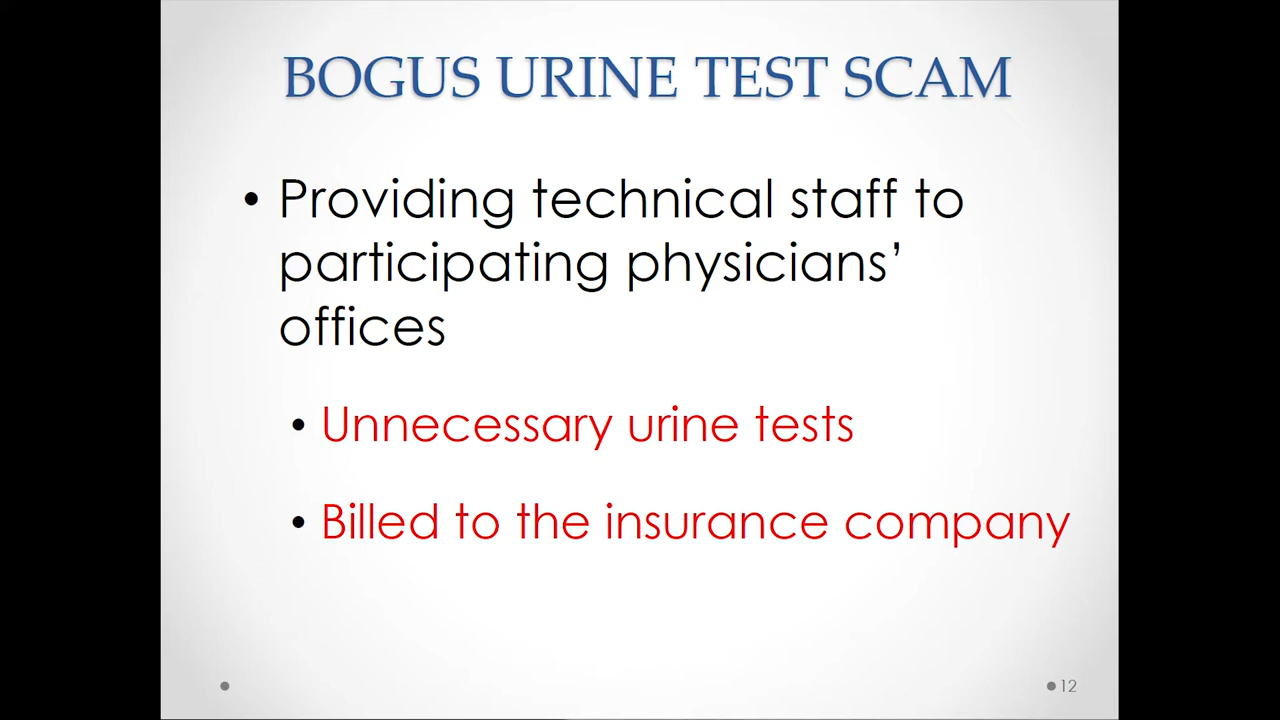 BOGUS URINE TEST SCAM
• Providing technical staff to
participating physicians’
offices
• Unnecessary urine tests
• Billed to the insurance company
12